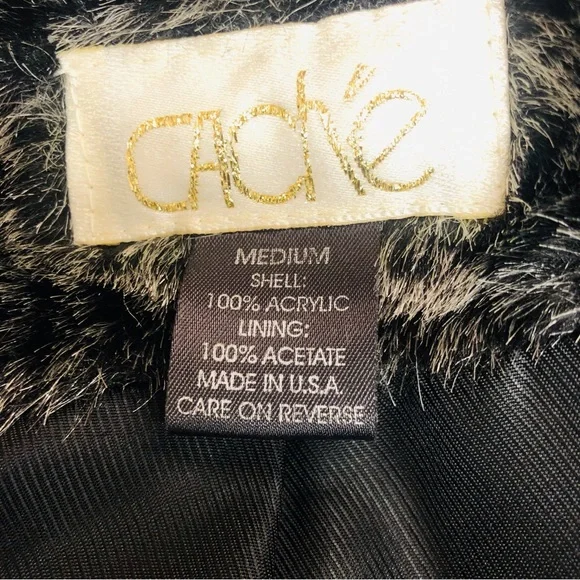 Caché
MEDIUM
SHELL:
100% ACRYLIC
LINING:
100% ACETATE
MADE IN U.S.A.
CARE ON REVERSE